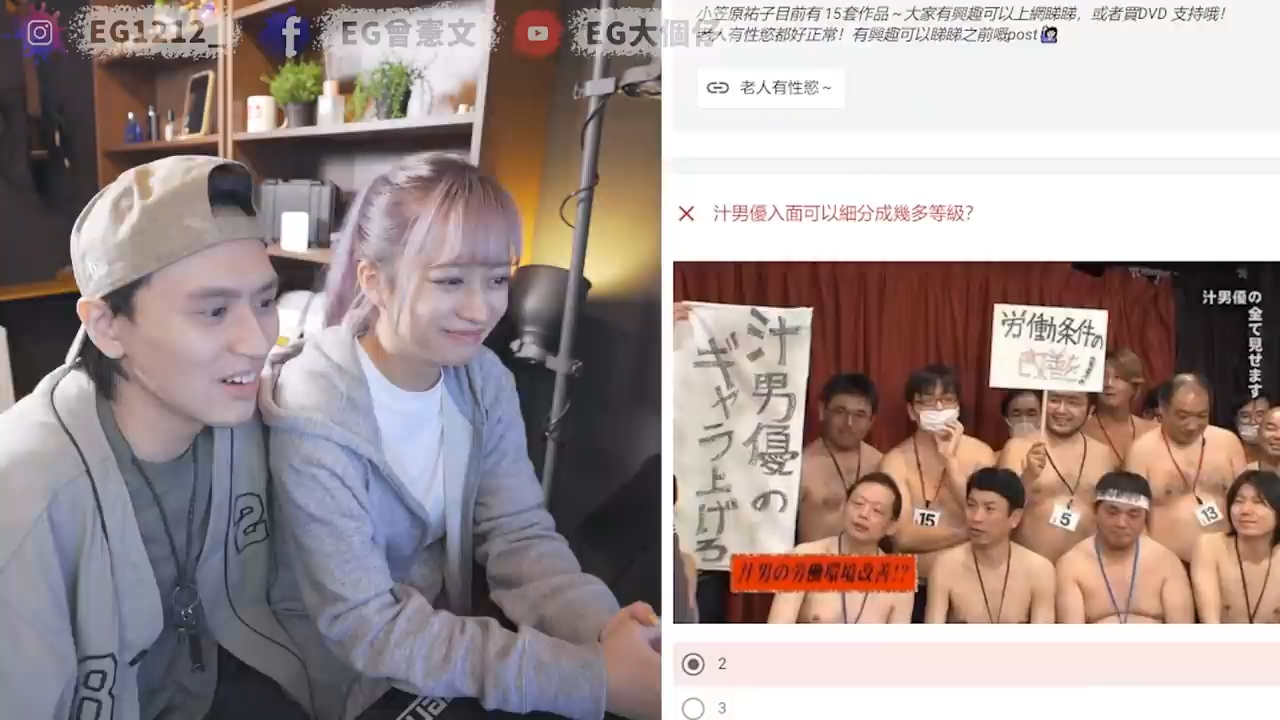 EG1212_
EG曾憲文
EG大個仔
小笠原祐子目前有15套作品~大家有興趣可以上網睇睇，或者買DVD 支持哦！
老人有性慾都好正常！有興趣可以睇睇之前嘅post
老人有性慾~
汁男優入面可以細分成幾多等級?
汁男優の
全て見せます
汁男優の
ギャラ上げろ
労働条件の
改善
15
5
13
汁男の労働環境改善!?
2
8
2
3